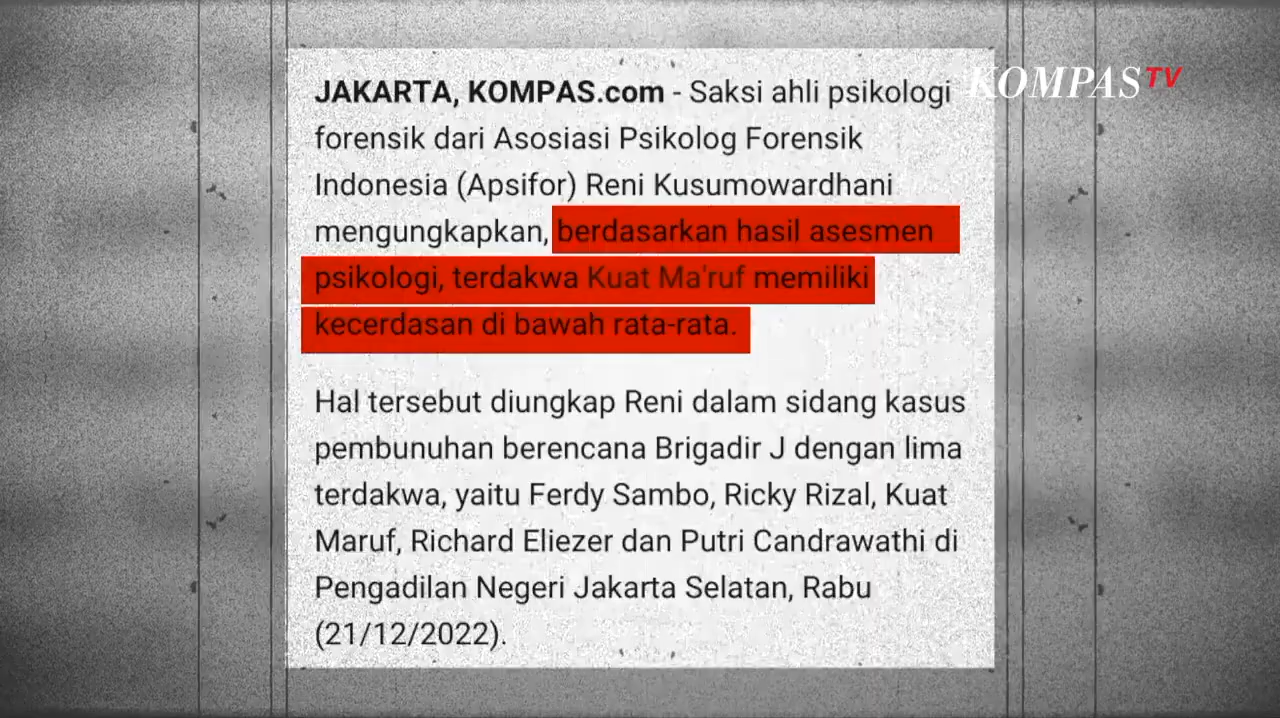 KOMPAS TV
JAKARTA, KOMPAS.com - Saksi ahli psikologi
forensik dari Asosiasi Psikolog Forensik
Indonesia (Apsifor) Reni Kusumowardhani
mengungkapkan, berdasarkan hasil asesmen
psikologi, terdakwa Kuat Ma'ruf memiliki
kecerdasan di bawah rata-rata.
Hal tersebut diungkap Reni dalam sidang kasus
pembunuhan berencana Brigadir J dengan lima
terdakwa, yaitu Ferdy Sambo, Ricky Rizal, Kuat
Maruf, Richard Eliezer dan Putri Candrawathi di
Pengadilan Negeri Jakarta Selatan, Rabu
(21/12/2022).